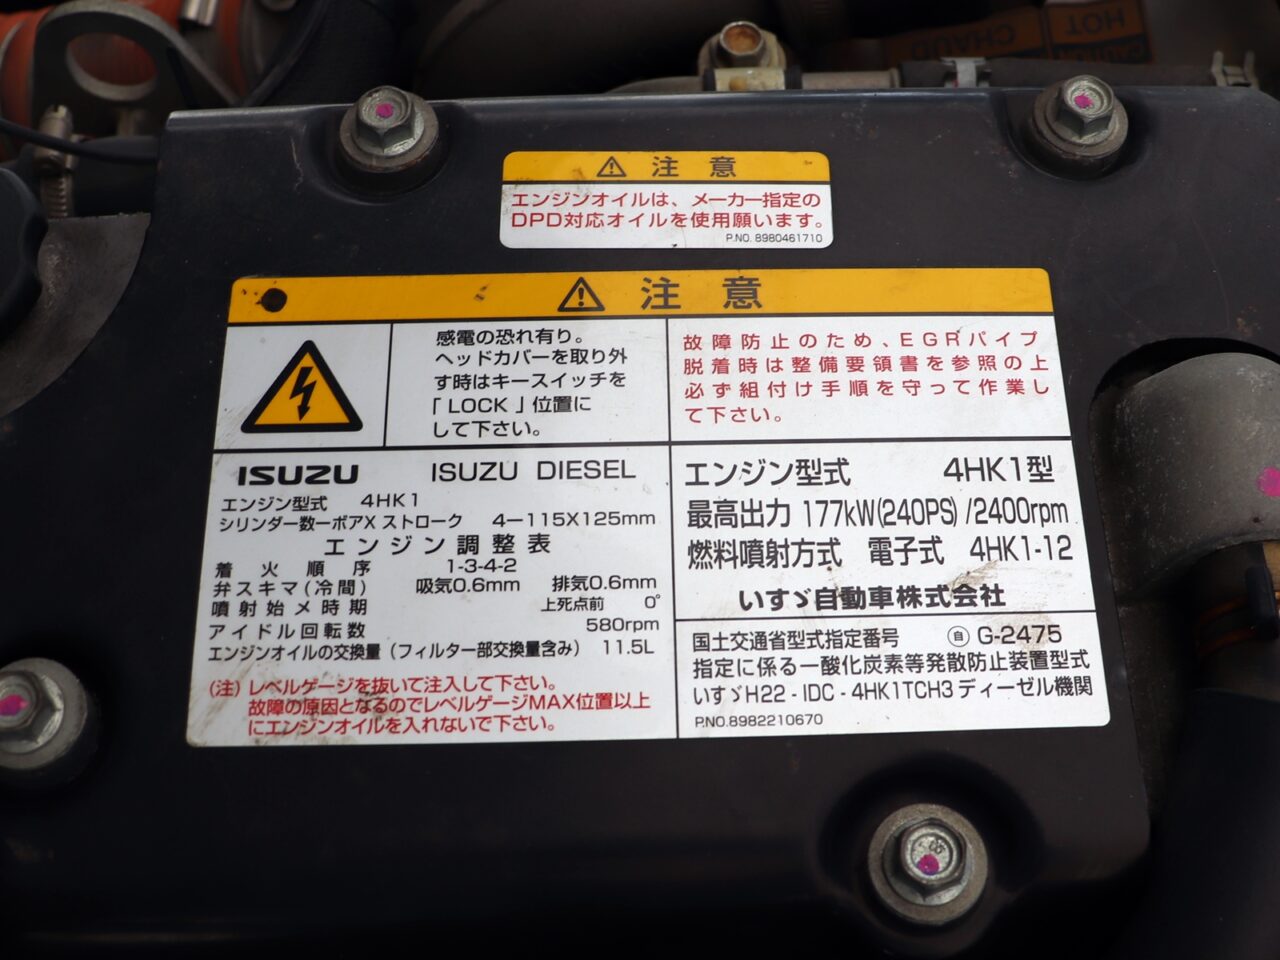 CAUTION
HOT
CHAUD
注 意
エンジンオイルは、メーカー指定の
DPD対応オイルを使用願います。
P.NO. 8980461710
注 意
感電の恐れ有り。
ヘッドカバーを取り外
す時はキースイッチを
「LOCK」位置に
して下さい。
故障防止のため、EGRパイプ
脱着時は整備要領書を参照の上
必ず組付け手順を守って作業し
て下さい。
ISUZU ISUZU DIESEL
エンジン型式 4HK1
シリンダー数ーボアX ストローク 4ー115X125mm
エンジン調整表
着火順序 1-3-4-2
弁スキマ(冷間) 吸気0.6mm 排気0.6mm
噴射始メ時期 上死点前 0°
アイドル回転数 580rpm
エンジンオイルの交換量(フィルター部交換量含み) 11.5L
(注) レベルゲージを抜いて注入して下さい。
故障の原因となるのでレベルゲージMAX位置以上
にエンジンオイルを入れないで下さい。
エンジン型式 4HK1型
最高出力 177kW(240PS)/2400rpm
燃料噴射方式 電子式 4HK1-12
いすゞ自動車株式会社
国土交通省型式指定番号 ㊂自 G-2475
指定に係る一酸化炭素等発散防止装置型式
いすゞH22-IDC-4HK1TCH3ディーゼル機関
P.NO.8982210670